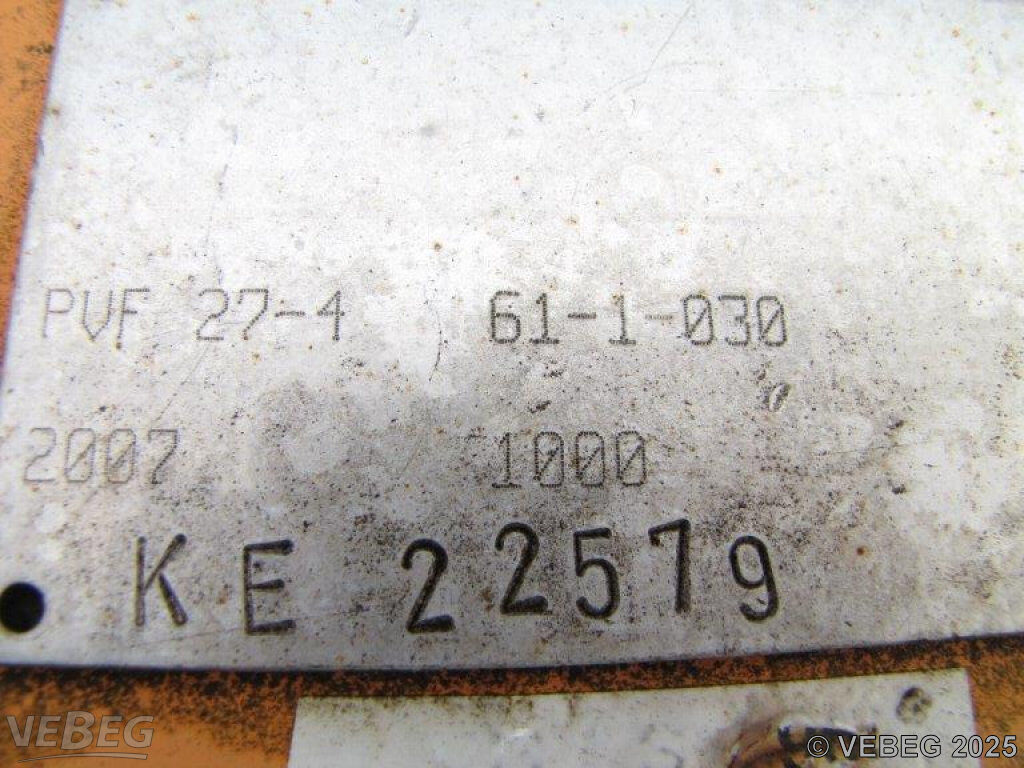 PVF 27-4 61-1-030
2007 1000
KE 22579
VEBEG
© VEBEG 2025